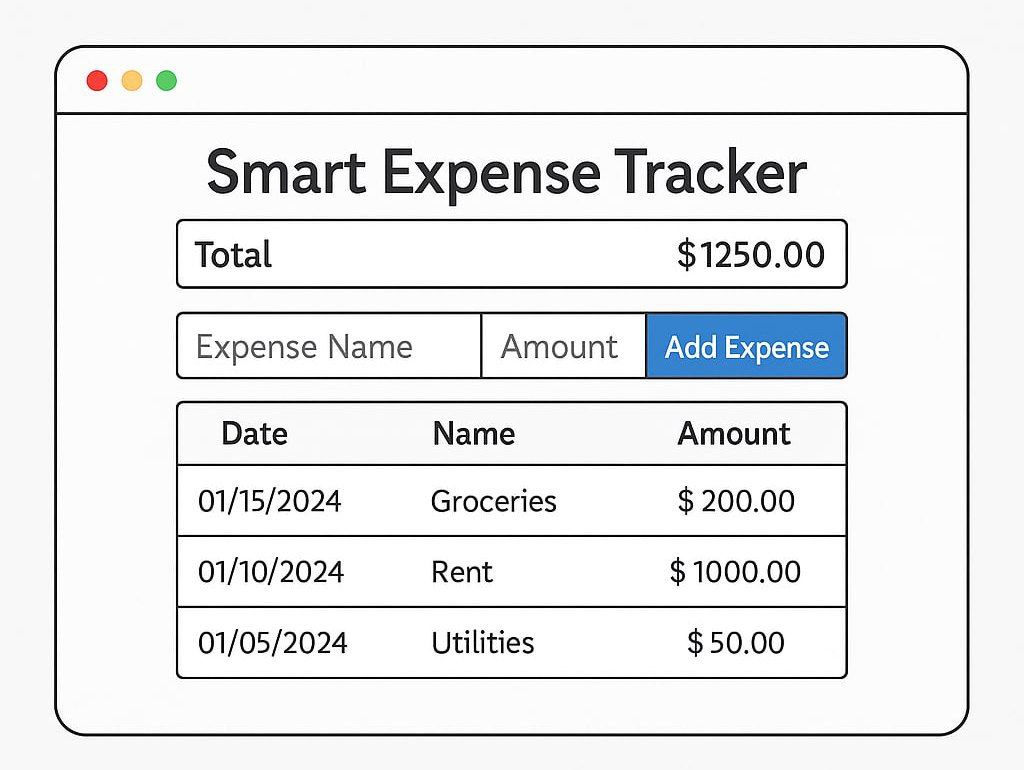 Smart Expense Tracker
Total $1250.00
Expense Name Amount Add Expense
Date Name Amount
01/15/2024 Groceries $ 200.00
01/10/2024 Rent $ 1000.00
01/05/2024 Utilities $ 50.00